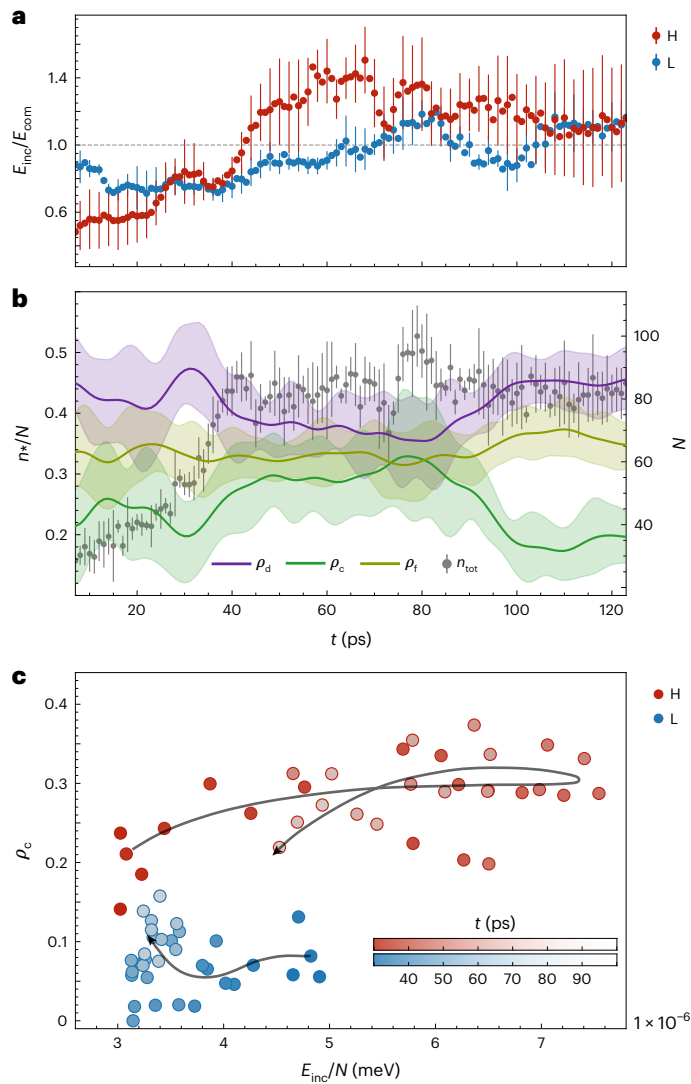 a
H
L
1.4
1.0
0.6
E_inc/E_com
b
0.5
0.4
0.3
0.2
n*/N
100
80
60
40
N
ρ_d ρ_c ρ_f n_tot
20 40 60 80 100 120
t (ps)
c
H
L
0.4
0.3
0.2
0.1
0
ρ_c
t (ps)
40 50 60 70 80 90
3 4 5 6 7
1 × 10⁻⁶
E_inc/N (meV)